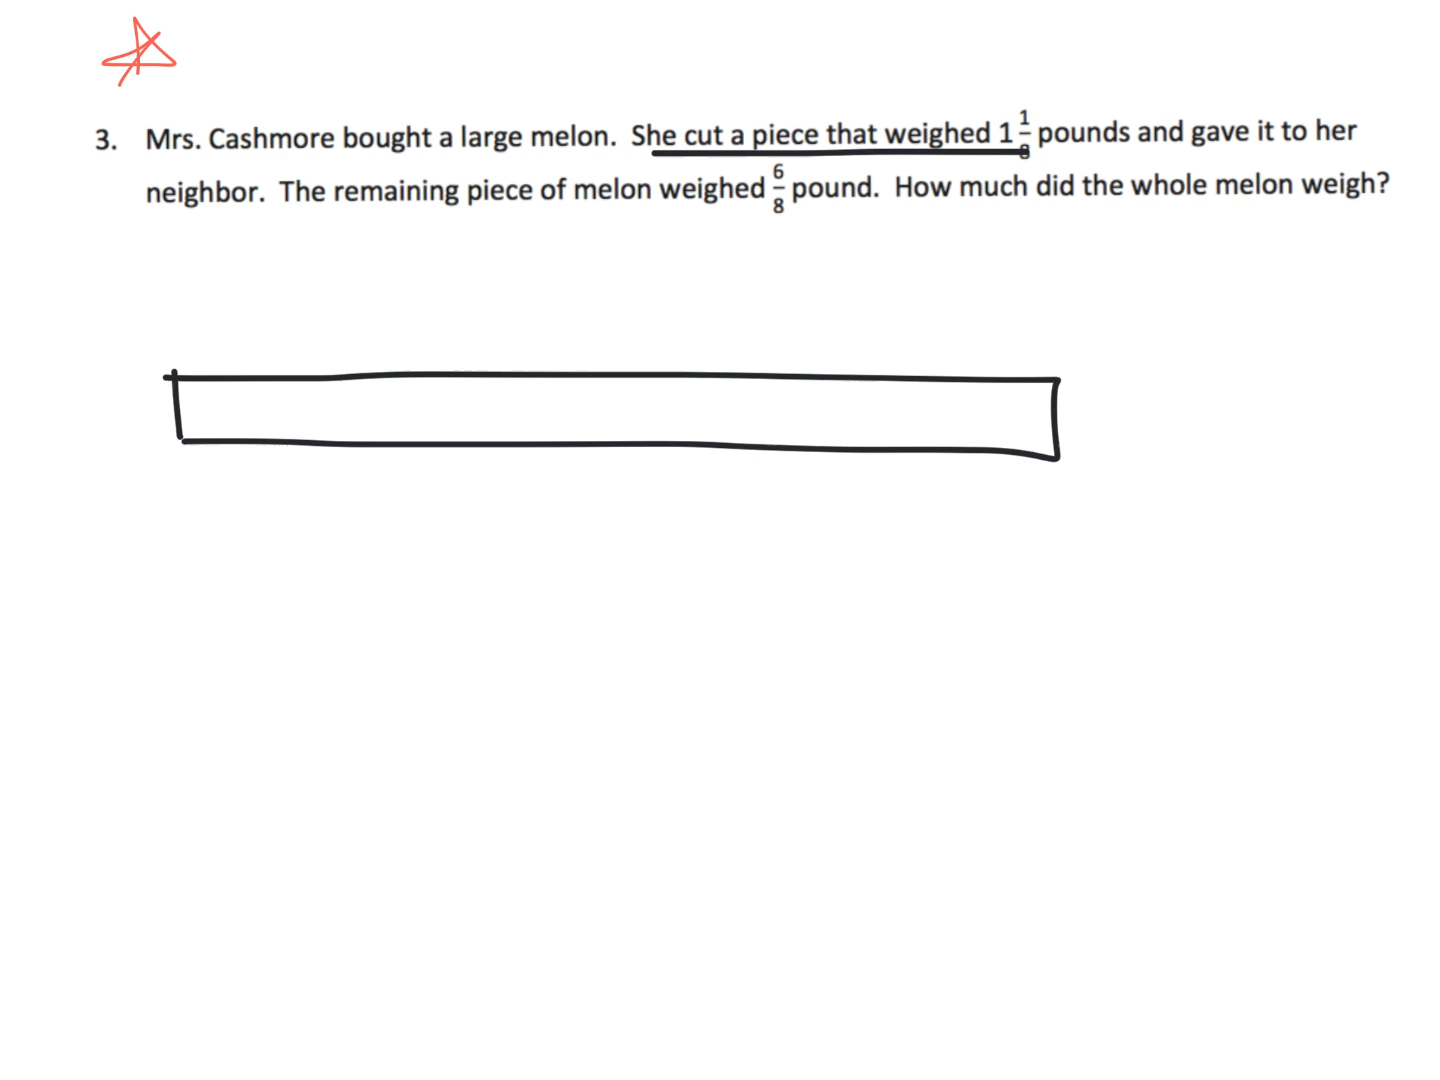 3. Mrs. Cashmore bought a large melon. She cut a piece that weighed 1 1/8 pounds and gave it to her
neighbor. The remaining piece of melon weighed 6/8 pound. How much did the whole melon weigh?